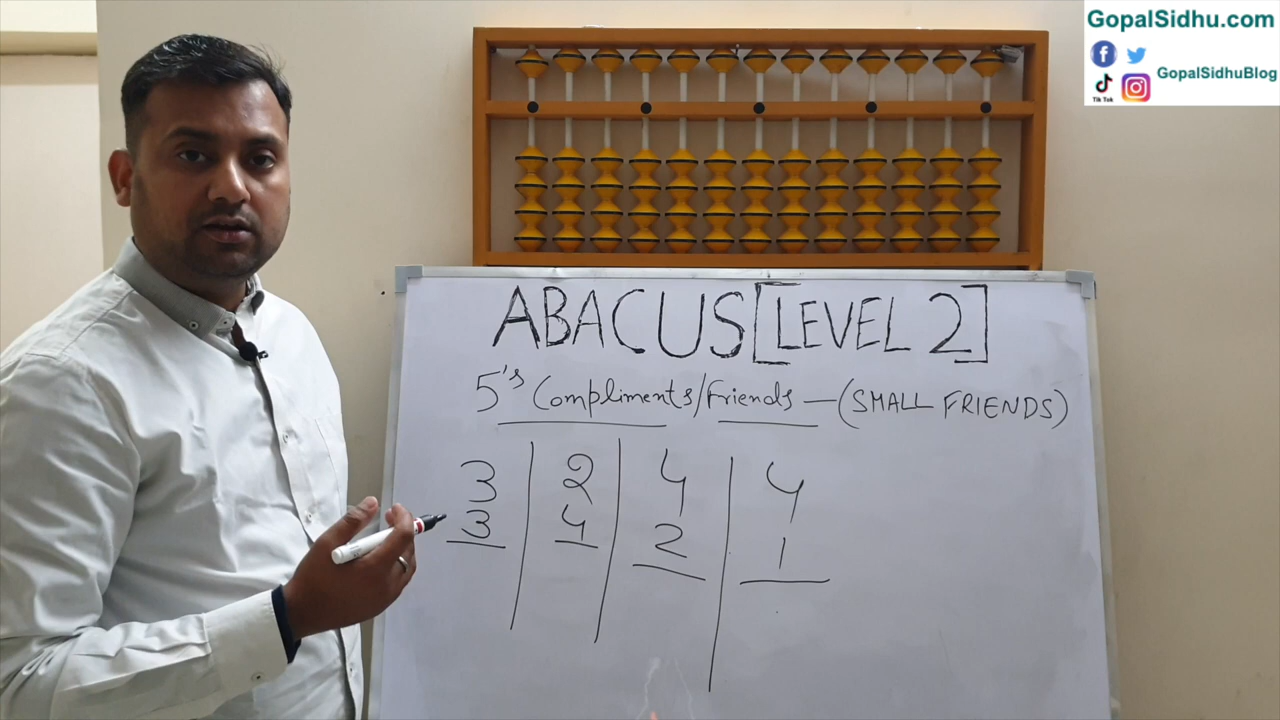 GopalSidhu.com
GopalSidhuBlog
Tik Tok
ABACUS [LEVEL 2]
5's Compliments/Friends — (SMALL FRIENDS)
3 2 4 4
3 4 2 1